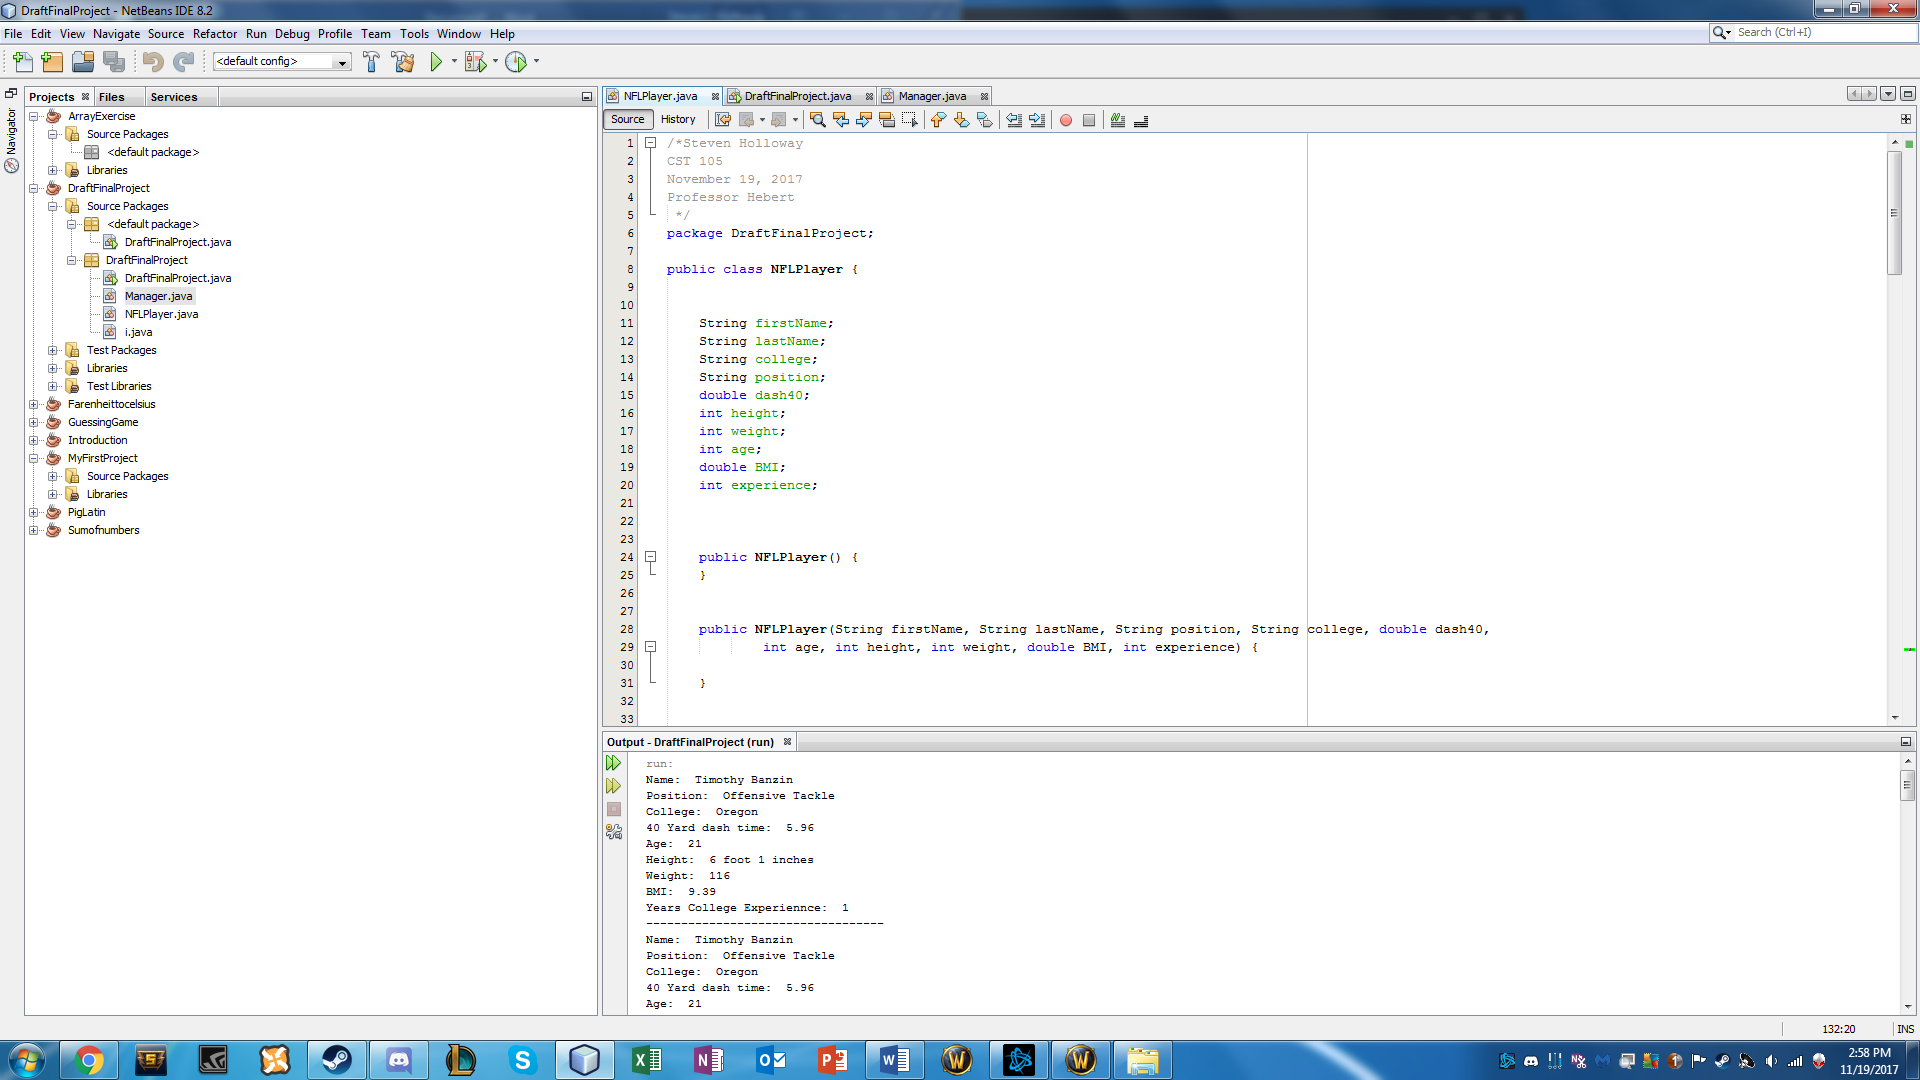 DraftFinalProject - NetBeans IDE 8.2
File Edit View Navigate Source Refactor Run Debug Profile Team Tools Window Help
Search (Ctrl+I)
<default config>
Projects Files Services
Navigator
ArrayExercise
Source Packages
<default package>
Libraries
DraftFinalProject
Source Packages
<default package>
DraftFinalProject.java
DraftFinalProject
DraftFinalProject.java
Manager.java
NFLPlayer.java
i.java
Test Packages
Libraries
Test Libraries
Farenheittocelsius
GuessingGame
Introduction
MyFirstProject
Source Packages
Libraries
PigLatin
Sumofnumbers
NFLPlayer.java DraftFinalProject.java Manager.java
Source History
1 /*Steven Holloway
2 CST 105
3 November 19, 2017
4 Professor Hebert
5 */
6 package DraftFinalProject;
7
8 public class NFLPlayer {
9
10
11 String firstName;
12 String lastName;
13 String college;
14 String position;
15 double dash40;
16 int height;
17 int weight;
18 int age;
19 double BMI;
20 int experience;
21
22
23
24 public NFLPlayer() {
25 }
26
27
28 public NFLPlayer(String firstName, String lastName, String position, String college, double dash40,
29 int age, int height, int weight, double BMI, int experience) {
30
31 }
32
33
Output - DraftFinalProject (run)
run:
Name:  Timothy Banzin
Position:  Offensive Tackle
College:  Oregon
40 Yard dash time:  5.96
Age:  21
Height:  6 foot 1 inches
Weight:  116
BMI:  9.39
Years College Experiennce:  1
----------------------------------
Name:  Timothy Banzin
Position:  Offensive Tackle
College:  Oregon
40 Yard dash time:  5.96
Age:  21
132:20 INS
2:58 PM
11/19/2017